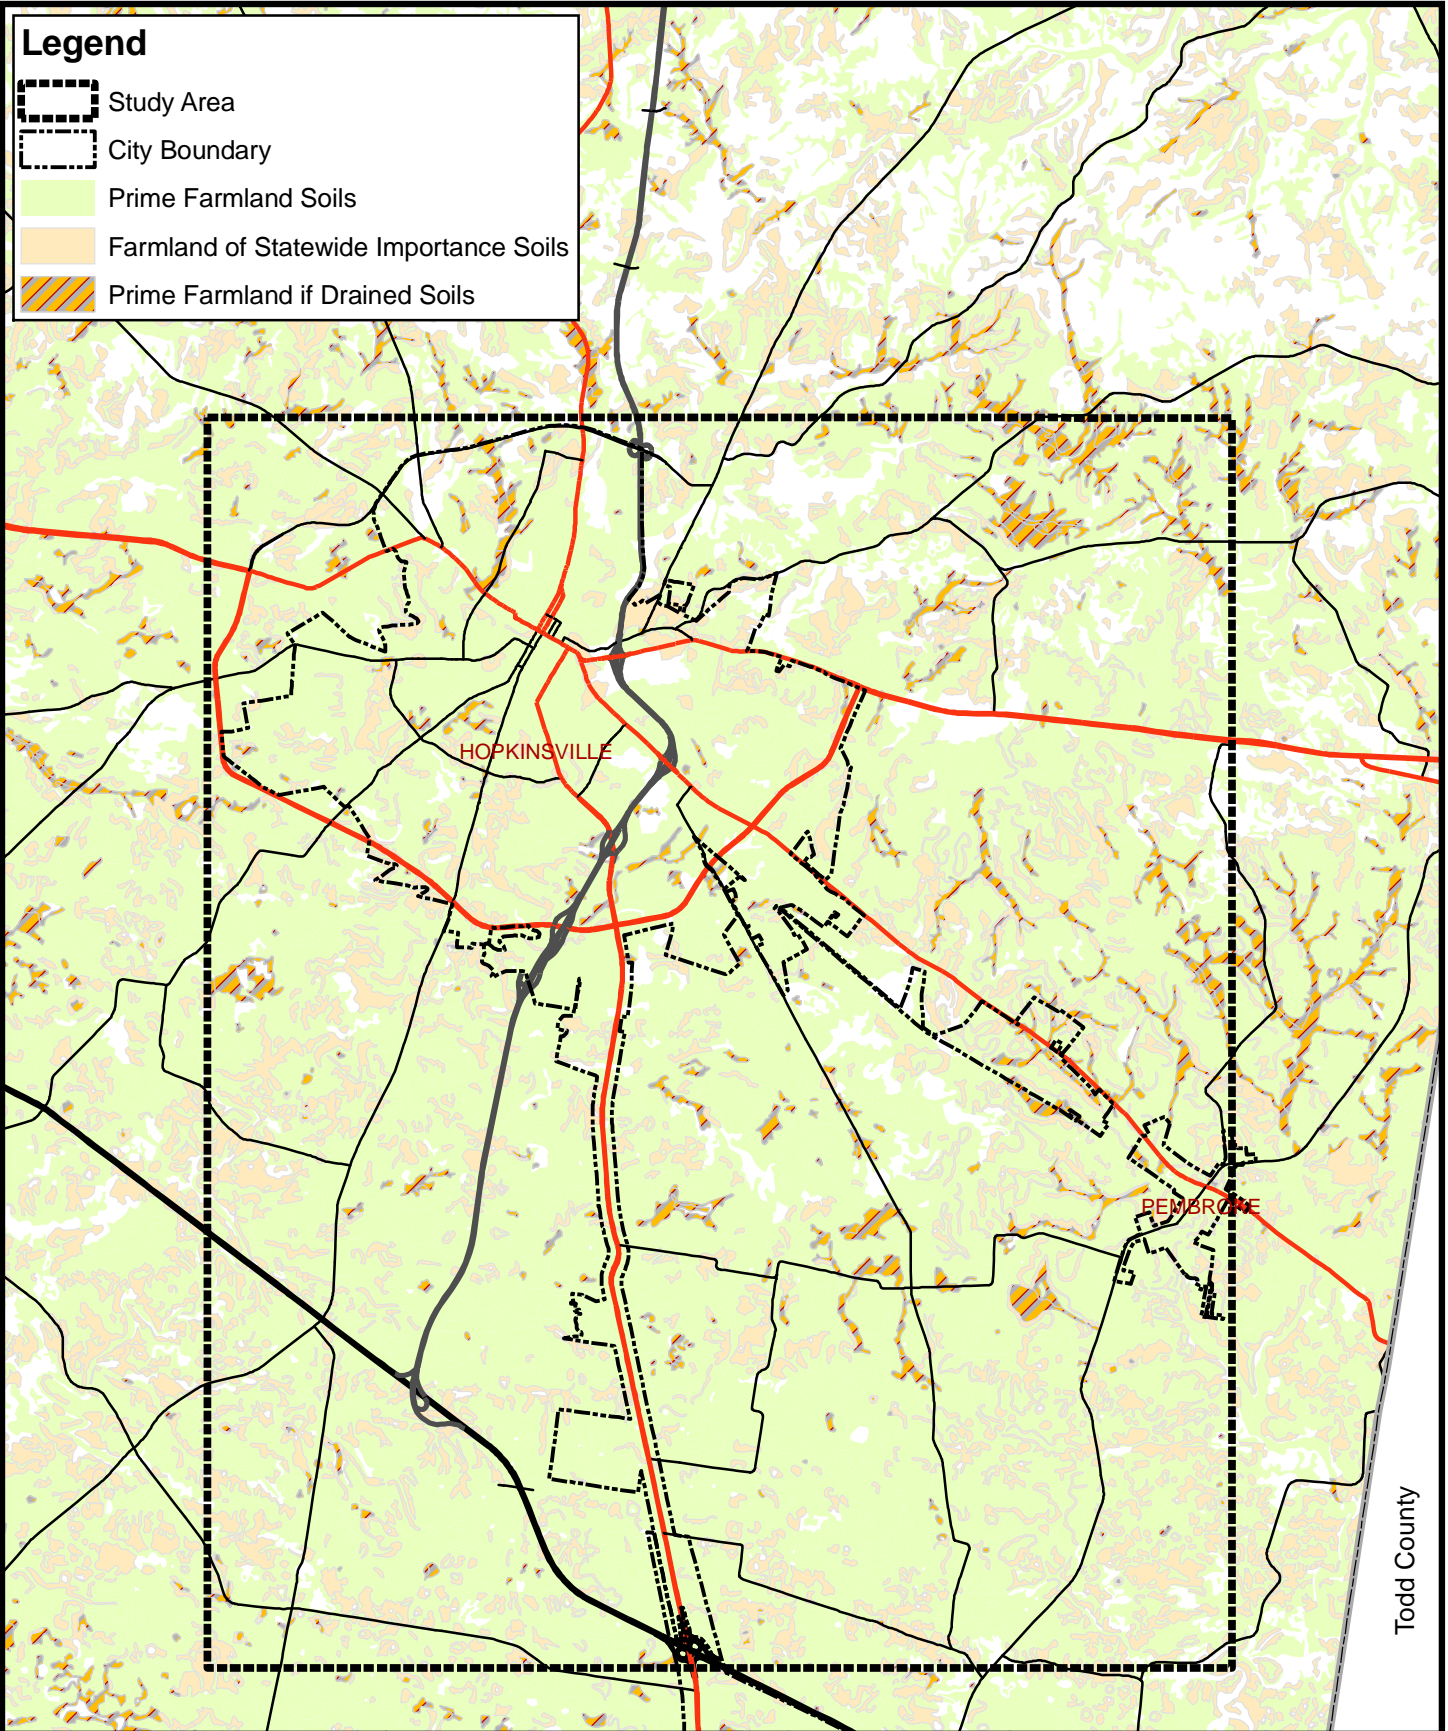 Legend
Study Area
City Boundary
Prime Farmland Soils
Farmland of Statewide Importance Soils
Prime Farmland if Drained Soils
HOPKINSVILLE
PEMBROKE
Todd County